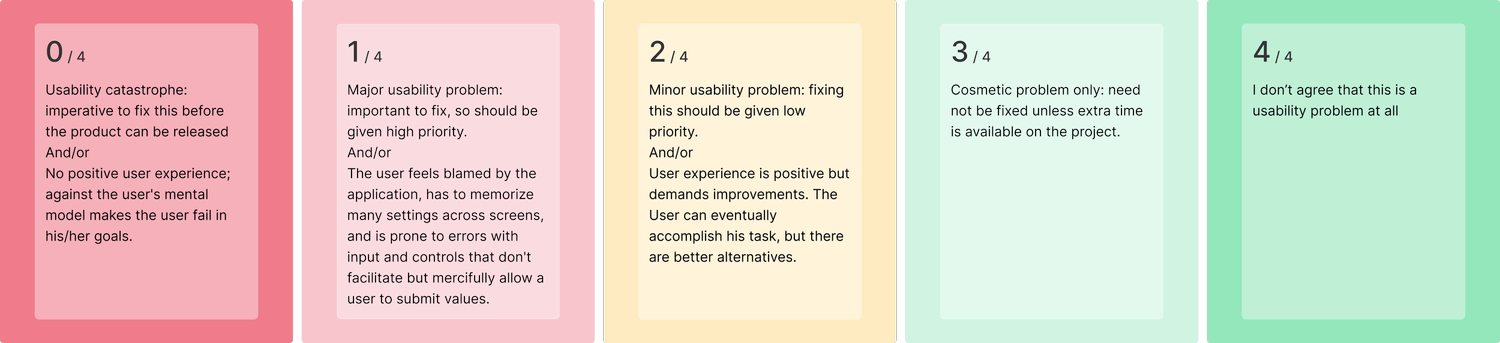 0 / 4
Usability catastrophe:
imperative to fix this before
the product can be released
And/or
No positive user experience;
against the user's mental
model makes the user fail in
his/her goals.
1 / 4
Major usability problem:
important to fix, so should be
given high priority.
And/or
The user feels blamed by the
application, has to memorize
many settings across screens,
and is prone to errors with
input and controls that don't
facilitate but mercifully allow a
user to submit values.
2 / 4
Minor usability problem: fixing
this should be given low
priority.
And/or
User experience is positive but
demands improvements. The
User can eventually
accomplish his task, but there
are better alternatives.
3 / 4
Cosmetic problem only: need
not be fixed unless extra time
is available on the project.
4 / 4
I don’t agree that this is a
usability problem at all